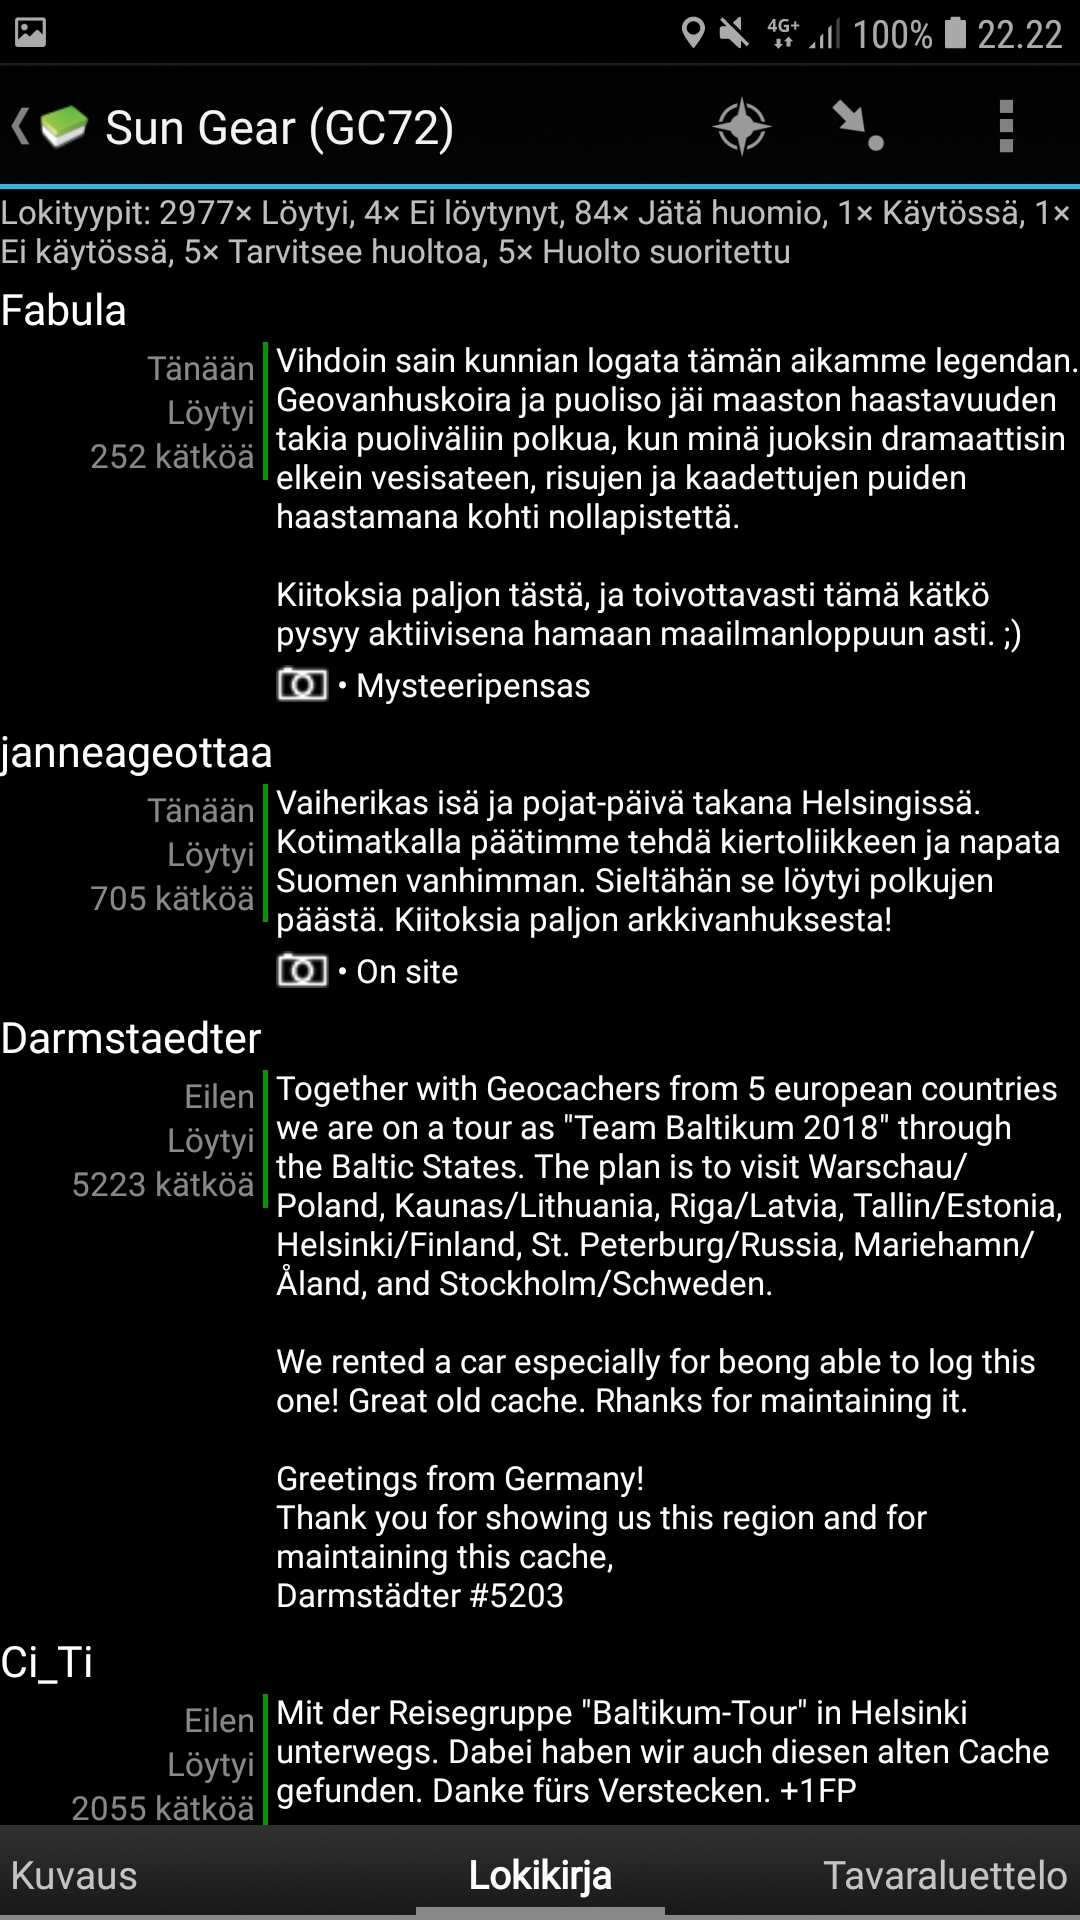 4G+ 100% 22.22
Sun Gear (GC72)
Lokityypit: 2977× Löytyi, 4× Ei löytynyt, 84× Jätä huomio, 1× Käytössä, 1×
Ei käytössä, 5× Tarvitsee huoltoa, 5× Huolto suoritettu
Fabula
Tänään
Löytyi
252 kätköä
Vihdoin sain kunnian logata tämän aikamme legendan.
Geovanhuskoira ja puoliso jäi maaston haastavuuden
takia puoliväliin polkua, kun minä juoksin dramaattisin
elkein vesisateen, risujen ja kaadettujen puiden
haastamana kohti nollapistettä.
Kiitoksia paljon tästä, ja toivottavasti tämä kätkö
pysyy aktiivisena hamaan maailmanloppuun asti. ;)
• Mysteeripensas
janneageottaa
Tänään
Löytyi
705 kätköä
Vaiherikas isä ja pojat-päivä takana Helsingissä.
Kotimatkalla päätimme tehdä kiertoliikkeen ja napata
Suomen vanhimman. Sieltähän se löytyi polkujen
päästä. Kiitoksia paljon arkkivanhuksesta!
• On site
Darmstaedter
Eilen
Löytyi
5223 kätköä
Together with Geocachers from 5 european countries
we are on a tour as "Team Baltikum 2018" through
the Baltic States. The plan is to visit Warschau/
Poland, Kaunas/Lithuania, Riga/Latvia, Tallin/Estonia,
Helsinki/Finland, St. Peterburg/Russia, Mariehamn/
Åland, and Stockholm/Schweden.
We rented a car especially for beong able to log this
one! Great old cache. Rhanks for maintaining it.
Greetings from Germany!
Thank you for showing us this region and for
maintaining this cache,
Darmstädter #5203
Ci_Ti
Eilen
Löytyi
2055 kätköä
Mit der Reisegruppe "Baltikum-Tour" in Helsinki
unterwegs. Dabei haben wir auch diesen alten Cache
gefunden. Danke fürs Verstecken. +1FP
Kuvaus Lokikirja Tavaraluettelo